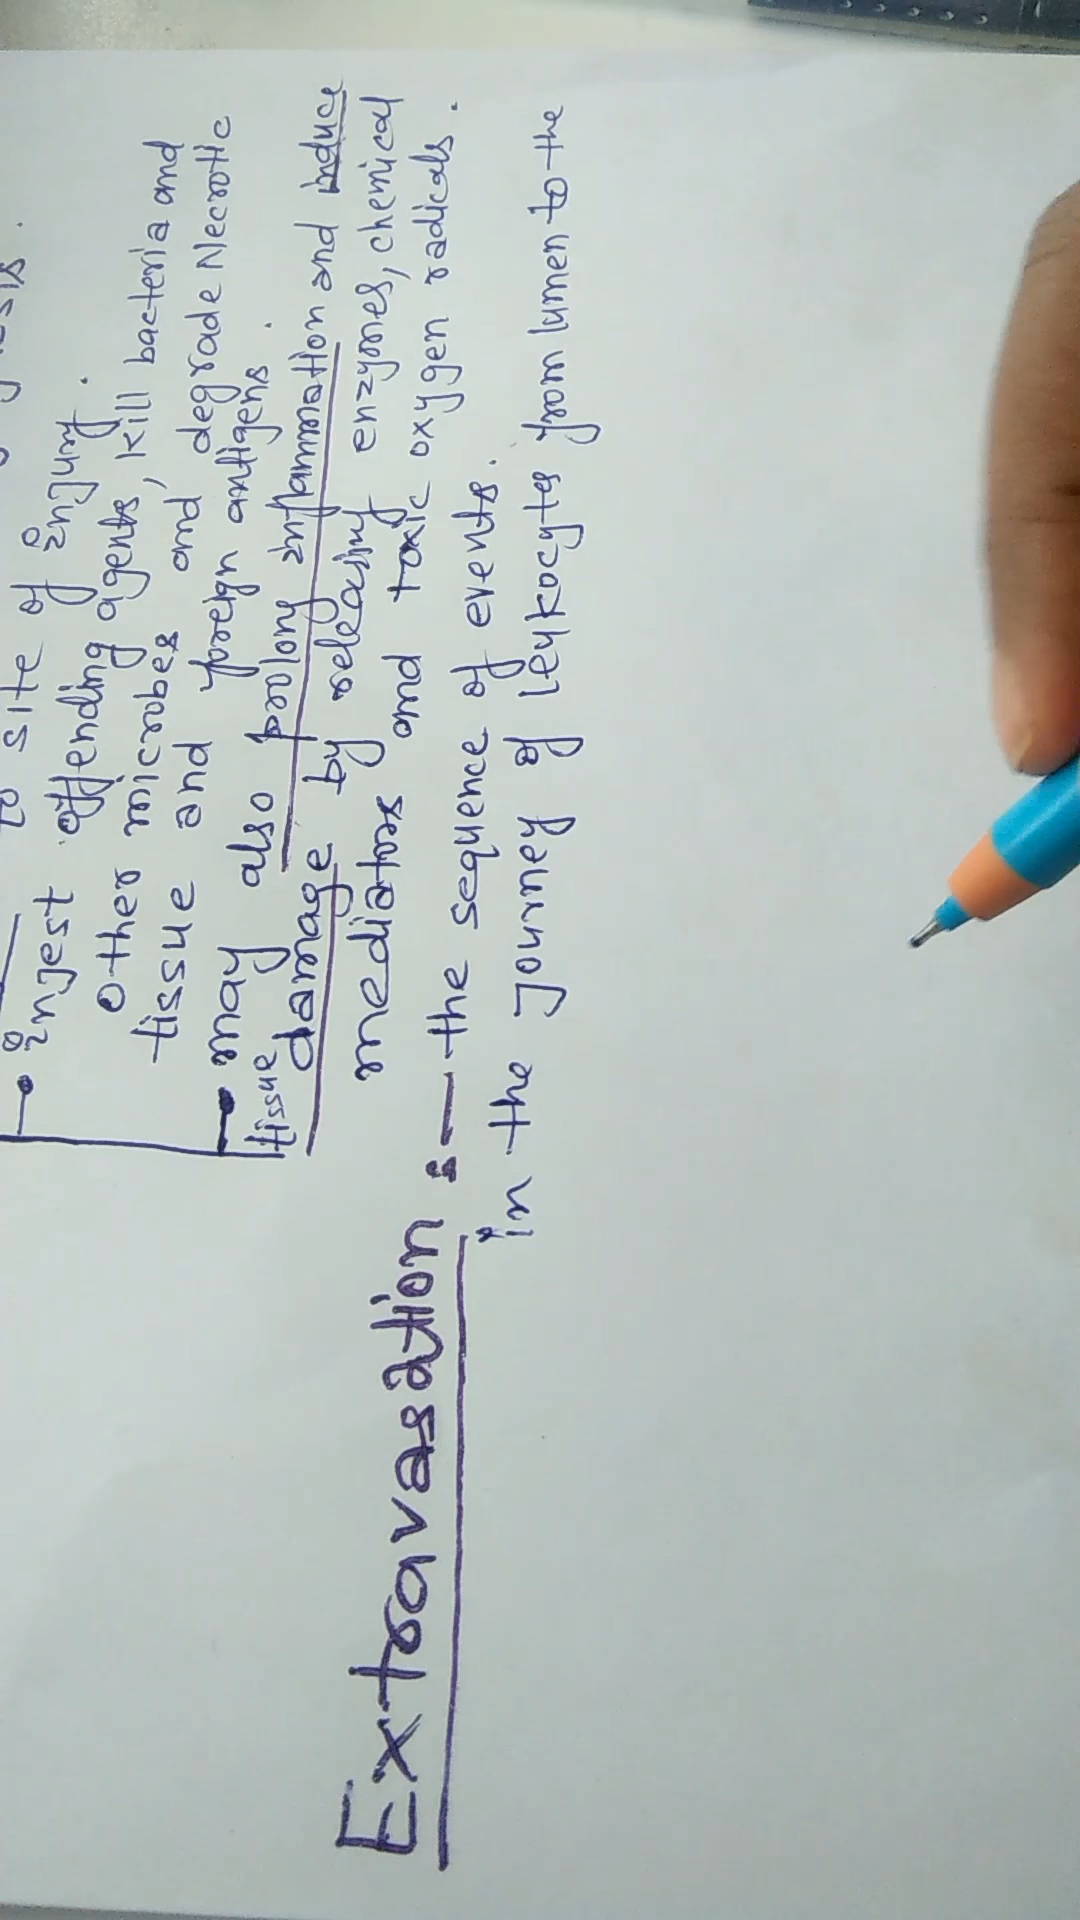 to site of injury.
• ingest offending agents, kill bacteria and
other microbes and degrade Necrotic
tissue and foreign antigens.
• may also prolong inflammation and induce
tissue damage by releasing enzymes, chemical
mediators and toxic oxygen radicals.
Extravasation :— the sequence of events.
in the journey of leukocytes from lumen to the